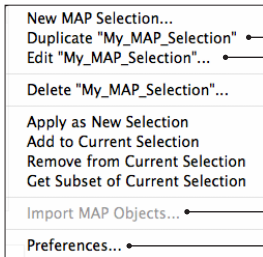 New MAP Selection...
Duplicate "My_MAP_Selection"
Edit "My_MAP_Selection"...
Delete "My_MAP_Selection"...
Apply as New Selection
Add to Current Selection
Remove from Current Selection
Get Subset of Current Selection
Import MAP Objects...
Preferences...